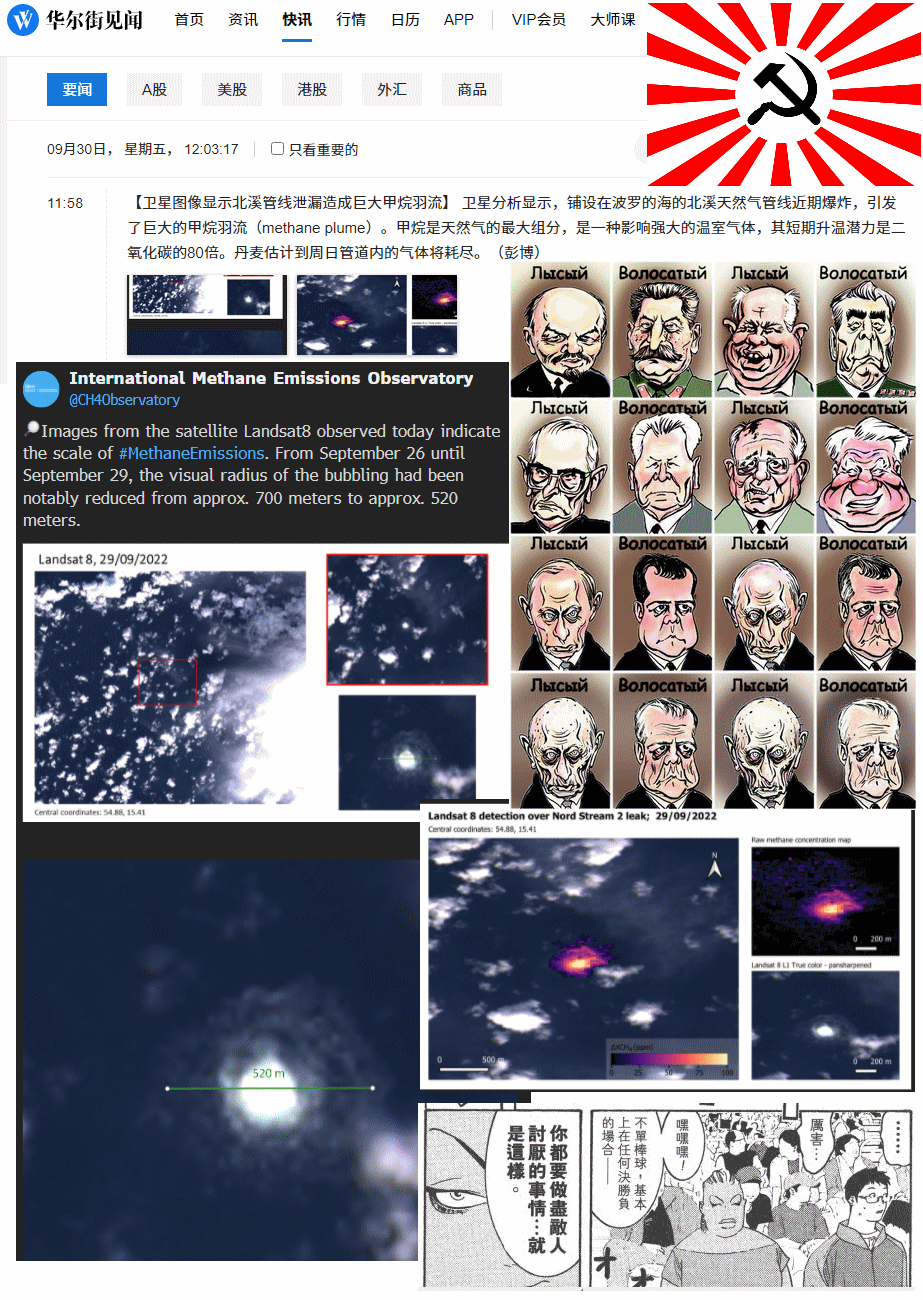 华尔街见闻
首页 资讯 快讯 行情 日历 APP VIP会员 大师课
要闻 A股 美股 港股 外汇 商品
09月30日， 星期五， 12:03:17 只看重要的
11:58
【卫星图像显示北溪管线泄漏造成巨大甲烷羽流】 卫星分析显示，铺设在波罗的海的北溪天然气管线近期爆炸，引发
了巨大的甲烷羽流（methane plume）。甲烷是天然气的最大组分，是一种影响强大的温室气体，其短期升温潜力是二
氧化碳的80倍。丹麦估计到周日管道内的气体将耗尽。（彭博）
International Methane Emissions Observatory
@CH4Observatory
Images from the satellite Landsat8 observed today indicate
the scale of #MethaneEmissions. From September 26 until
September 29, the visual radius of the bubbling had been
notably reduced from approx. 700 meters to approx. 520
meters.
Landsat 8, 29/09/2022
Central coordinates: 54.88, 15.41
520 m
Лысый Волосатый Лысый Волосатый
Лысый Волосатый Лысый Волосатый
Лысый Волосатый Лысый Волосатый
Лысый Волосатый Лысый Волосатый
Landsat 8 detection over Nord Stream 2 leak; 29/09/2022
Central coordinates: 54.88, 15.41
N
0 500 m
ΔXCH₄ (ppm)
0 25 50 75 100
Raw methane concentration map
0 200 m
Landsat 8 L1 True color - pansharpened
0 200 m
……
厲害…
嘿嘿嘿！
不單棒球，基本
上在任何決勝負
的場合——
你都要做盡敵人
討厭的事情…就
是這樣。
オ
オ